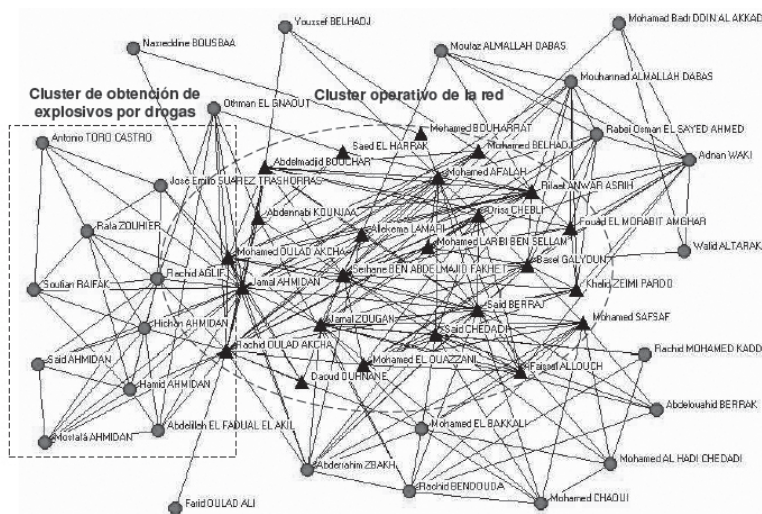 Youssef BELHADJ
Mohamad Badr DDIN AL AKKAD
Nasreddine BOUSBAA
Moutaz ALMALLAH DABAS
Cluster de obtención de
explosivos por drogas
Cluster operativo de la red
Mouhannad ALMALLAH DABAS
Othman EL GNAOUT
Mohamed BOUHARRAT
Rabei Osman EL SAYED AHMED
Antonio TORO CASTRO
Saed EL HARRAK
Mohamed BELHADJ
Adnan WAKI
Abdelmadjid BOUCHAR
Mohamed AFALAH
José Emilio SUAREZ TRASHORRAS
Rifaat ANWAR ASRIH
Abdennabi KOUNJAA
Driss CHEBLI
Rafa ZOUHIER
Allekema LAMARI
Fouad EL MORABIT AMGHAR
Mohamed LARBI BEN SELLAM
Walid ALTARAK
Mohamed OULAD AKCHA
Basel GALYOUN
Rachid AGLIF
Serhane BEN ABDELMAJID FAKHET
Soufian RAIFAK
Jamal AHMIDAN
Khalid ZEIMI PARDO
Said BERRAJ
Hichan AHMIDAN
Jamal ZOUGAN
Mohamed SAFSAF
Said CHEDADI
Rachid OULAD AKCHA
Rachid MOHAMED KADD
Said AHMIDAN
Mohamed EL OUAZZANI
Faissal ALLOUCH
Hamid AHMIDAN
Daoud OUHNANE
Abdelouahid BERRAK
Abdelilah EL FADUAL EL AKIL
Mohamed EL BAKKALI
Mostafá AHMIDAN
Mohamed AL HADI CHEDADI
Abderrahim ZBAKH
Rachid BENDOUDA
Mohamed CHAOUI
Farid OULAD ALI